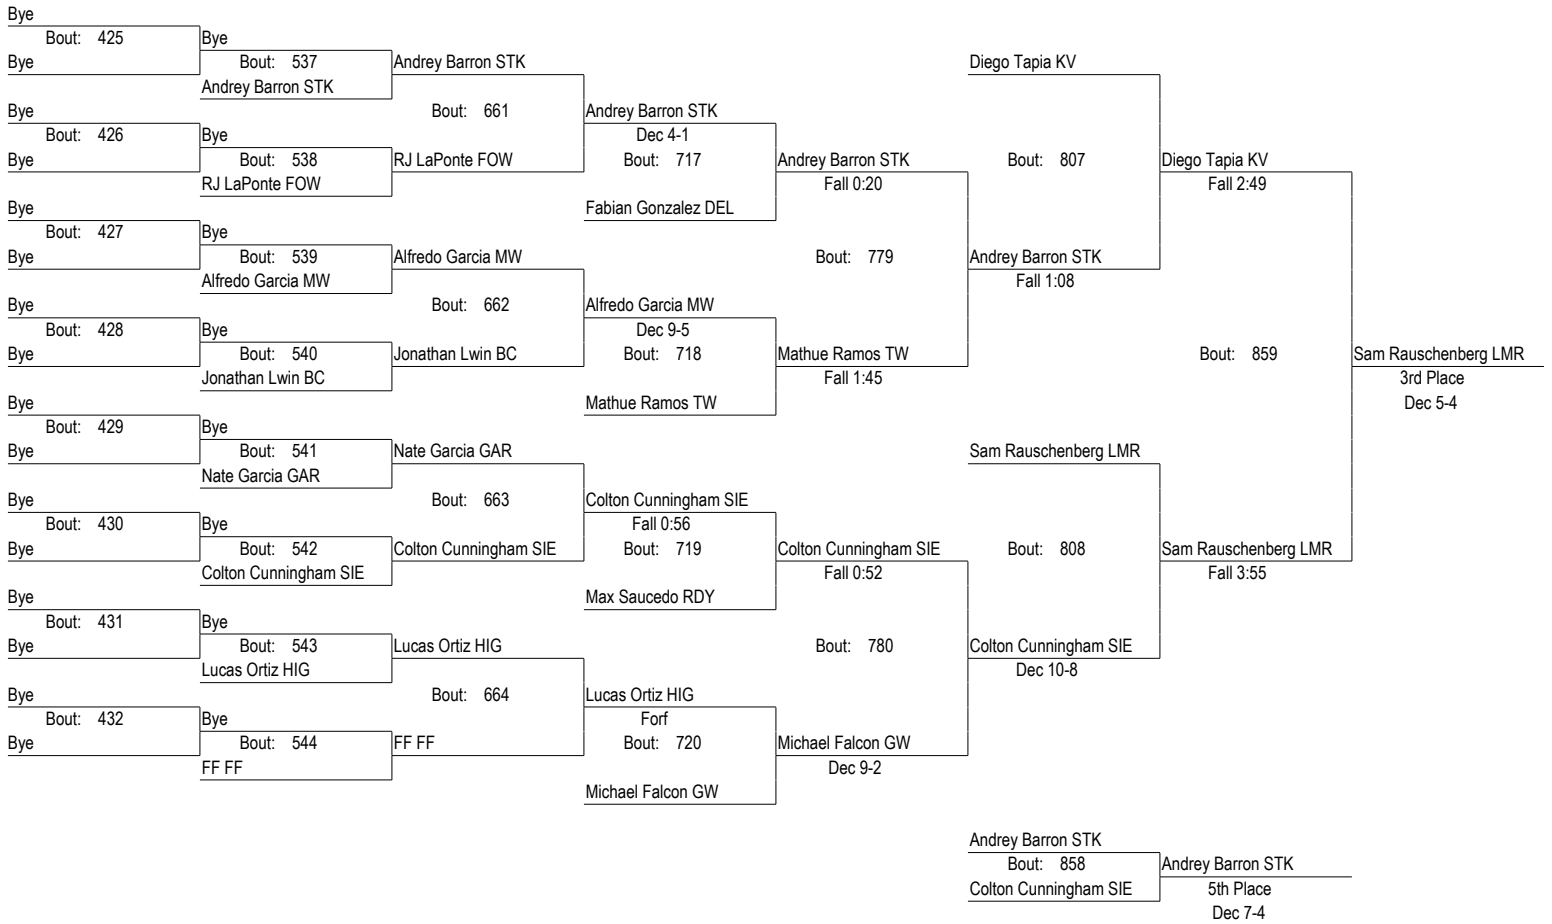 Bye
Bout: 425
Bye
Bye
Bout: 537
Andrey Barron STK
Bye
Bout: 426
Bye
Bye
Bout: 538
RJ LaPonte FOW
Bye
Bout: 427
Bye
Bye
Bout: 539
Alfredo Garcia MW
Bye
Bout: 428
Bye
Bye
Bout: 540
Jonathan Lwin BC
Bye
Bout: 429
Bye
Bye
Bout: 541
Nate Garcia GAR
Bye
Bout: 430
Bye
Bye
Bout: 542
Colton Cunningham SIE
Bye
Bout: 431
Bye
Bye
Bout: 543
Lucas Ortiz HIG
Bye
Bout: 432
Bye
Bye
Bout: 544
FF FF
Andrey Barron STK
Bout: 661
RJ LaPonte FOW
Alfredo Garcia MW
Bout: 662
Jonathan Lwin BC
Nate Garcia GAR
Bout: 663
Colton Cunningham SIE
Lucas Ortiz HIG
Bout: 664
FF FF
Andrey Barron STK
Dec 4-1
Bout: 717
Fabian Gonzalez DEL
Alfredo Garcia MW
Dec 9-5
Bout: 718
Mathue Ramos TW
Colton Cunningham SIE
Fall 0:56
Bout: 719
Max Saucedo RDY
Lucas Ortiz HIG
Forf
Bout: 720
Michael Falcon GW
Andrey Barron STK
Fall 0:20
Bout: 779
Mathue Ramos TW
Fall 1:45
Colton Cunningham SIE
Fall 0:52
Bout: 780
Michael Falcon GW
Dec 9-2
Diego Tapia KV
Bout: 807
Andrey Barron STK
Fall 1:08
Sam Rauschenberg LMR
Bout: 808
Colton Cunningham SIE
Dec 10-8
Diego Tapia KV
Fall 2:49
Bout: 859
Sam Rauschenberg LMR
Fall 3:55
Sam Rauschenberg LMR
3rd Place
Dec 5-4
Andrey Barron STK
Bout: 858
Colton Cunningham SIE
Andrey Barron STK
5th Place
Dec 7-4